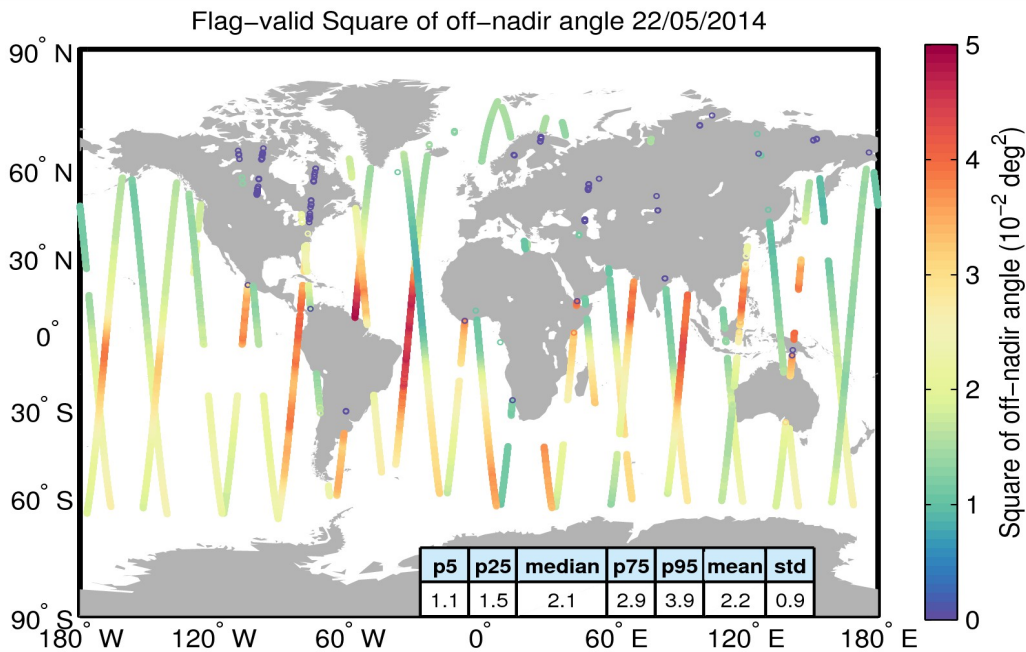 Flag-valid Square of off-nadir angle 22/05/2014
90° N
60° N
30° N
0°
30° S
60° S
90° S
180° W
120° W
60° W
0°
60° E
120° E
180° E
p5 p25 median p75 p95 mean std
1.1 1.5 2.1 2.9 3.9 2.2 0.9
5
4
3
2
1
0
Square of off-nadir angle (10⁻² deg²)